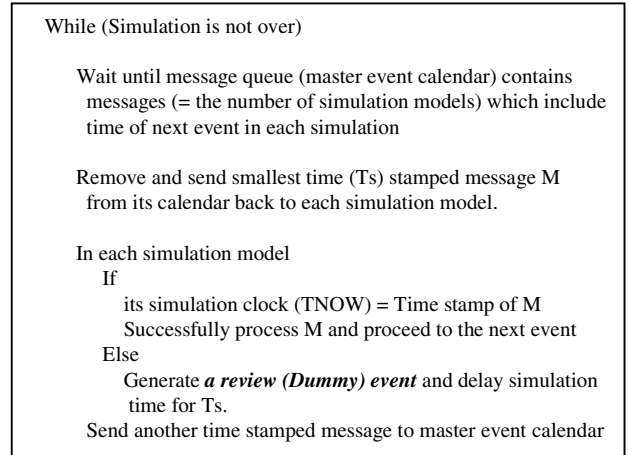 While (Simulation is not over)
Wait until message queue (master event calendar) contains
messages (= the number of simulation models) which include
time of next event in each simulation
Remove and send smallest time (Ts) stamped message M
from its calendar back to each simulation model.
In each simulation model
If
its simulation clock (TNOW) = Time stamp of M
Successfully process M and proceed to the next event
Else
Generate a review (Dummy) event and delay simulation
time for Ts.
Send another time stamped message to master event calendar